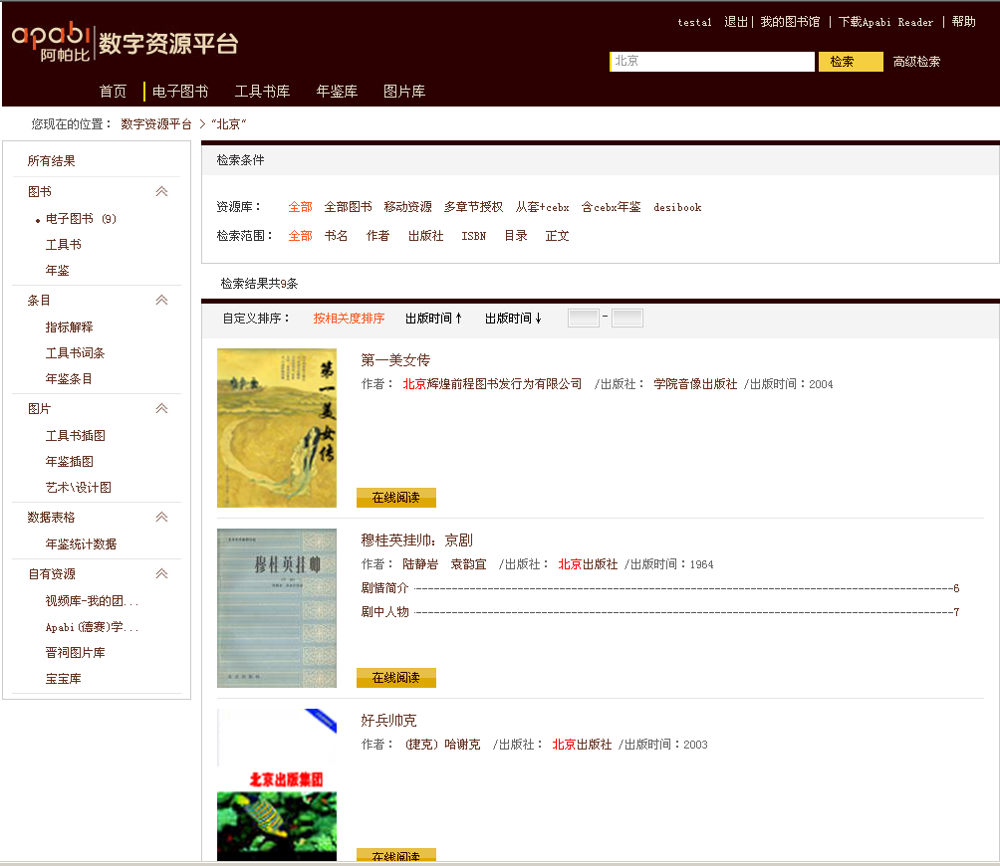 testa1 退出 | 我的图书馆 | 下载Apabi Reader | 帮助
apabi 阿帕比 数字资源平台
北京 检索 高级检索
首页 电子图书 工具书库 年鉴库 图片库
您现在的位置： 数字资源平台 > "北京"
所有结果
图书
电子图书 (9)
工具书
年鉴
条目
指标解释
工具书词条
年鉴条目
图片
工具书插图
年鉴插图
艺术\设计图
数据表格
年鉴统计数据
自有资源
视频库-我的团...
Apabi(德赛)学...
晋祠图片库
宝宝库
检索条件
资源库： 全部 全部图书 移动资源 多章节授权 从套+cebx 含cebx年鉴 desibook
检索范围： 全部 书名 作者 出版社 ISBN 目录 正文
检索结果共9条
自定义排序： 按相关度排序 出版时间↑ 出版时间↓ -
第一美女传
第一美女传
作者： 北京辉煌前程图书发行为有限公司 /出版社： 学院音像出版社 /出版时间：2004
在线阅读
穆桂英挂帅
穆桂英挂帅：京剧
作者： 陆静岩 袁韵宜 /出版社： 北京出版社 /出版时间：1964
剧情简介 ------6
剧中人物 ------7
在线阅读
北京出版集团
好兵帅克
作者： (捷克) 哈谢克 /出版社： 北京出版社 /出版时间：2003
在线阅读